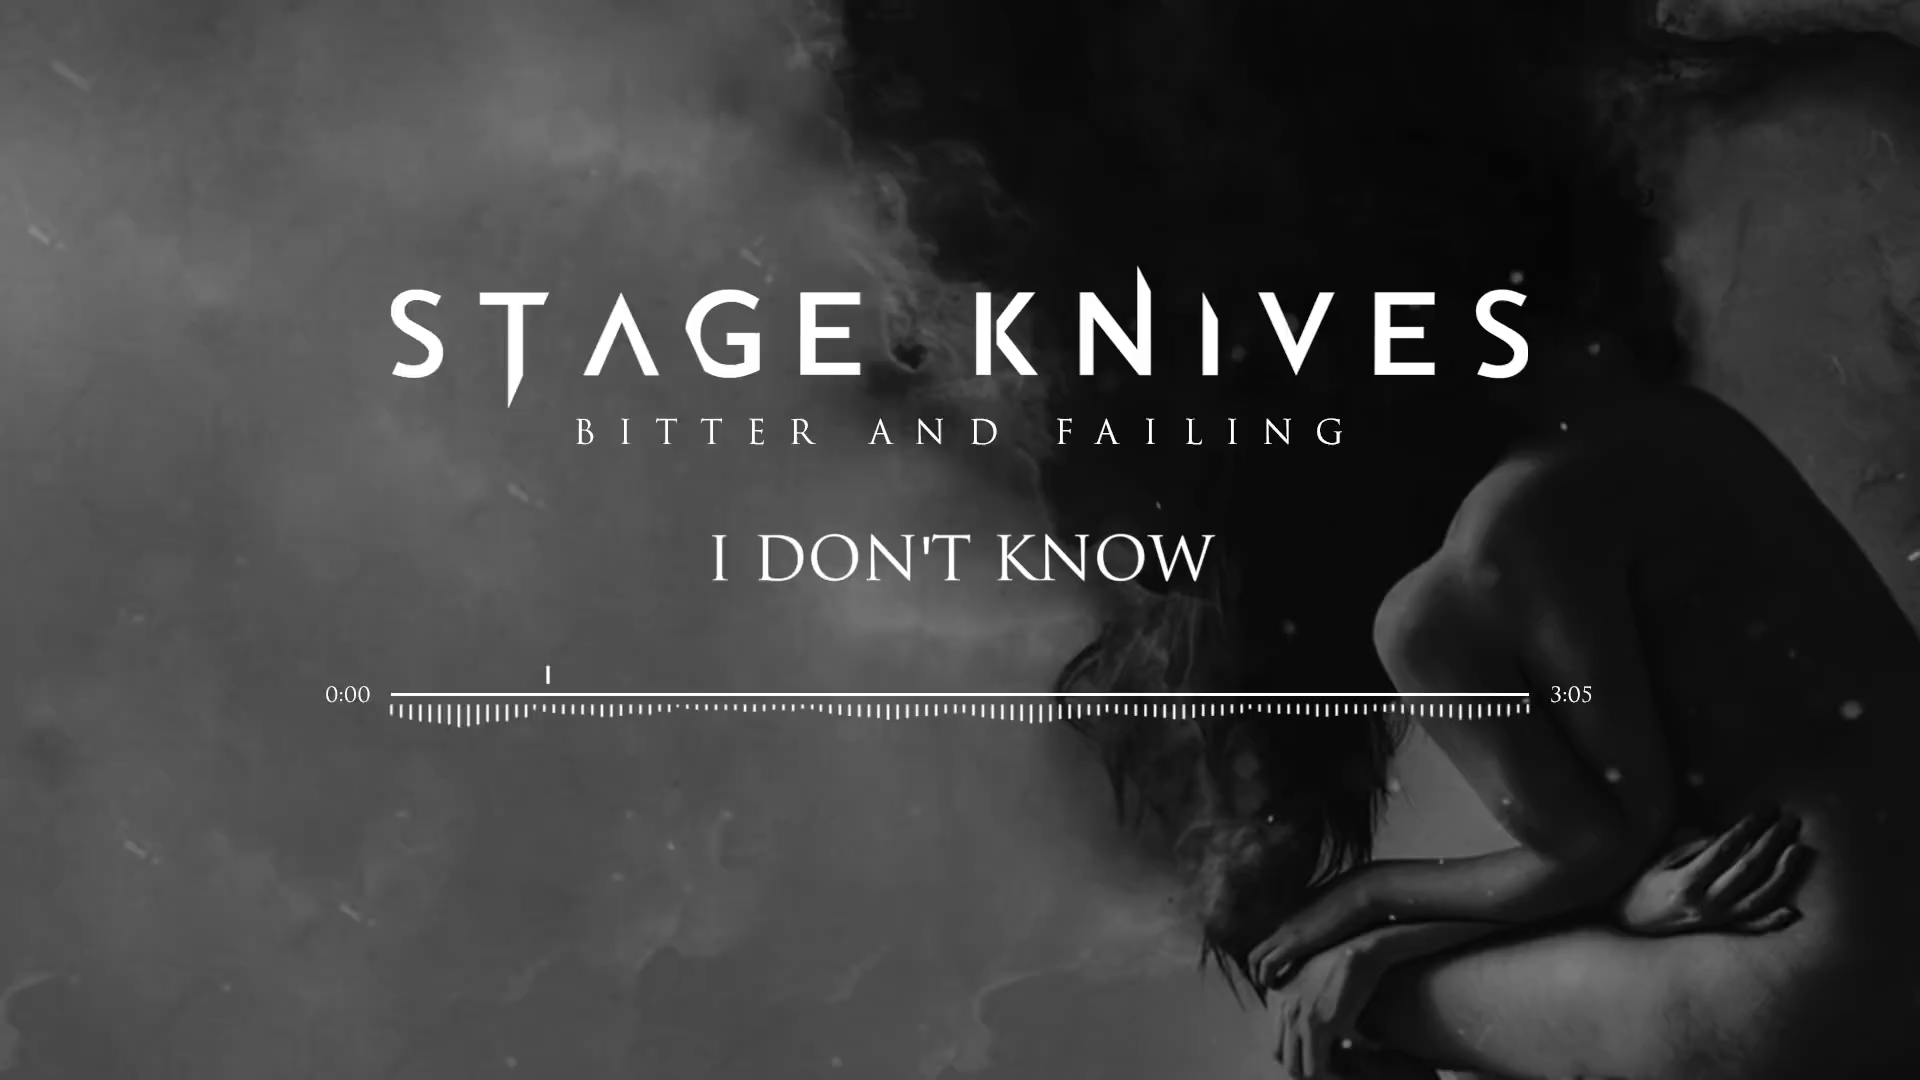 STAGE KNIVES
BITTER AND FAILING
I DON'T KNOW
0:00 3:05